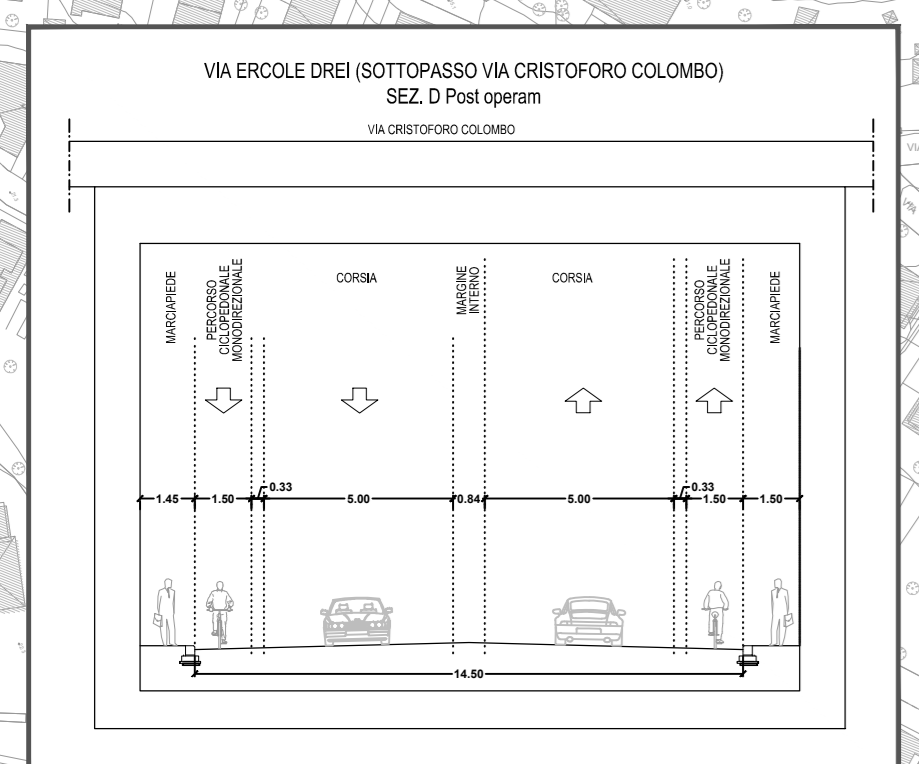 VIA ERCOLE DREI (SOTTOPASSO VIA CRISTOFORO COLOMBO)
SEZ. D Post operam
VIA CRISTOFORO COLOMBO
MARCIAPIEDE
PERCORSO
CICLOPEDONALE
MONODIREZIONALE
CORSIA
MARGINE
INTERNO
CORSIA
PERCORSO
CICLOPEDONALE
MONODIREZIONALE
MARCIAPIEDE
1.45
1.50
0.33
5.00
0.84
5.00
0.33
1.50
1.50
14.50
VIA